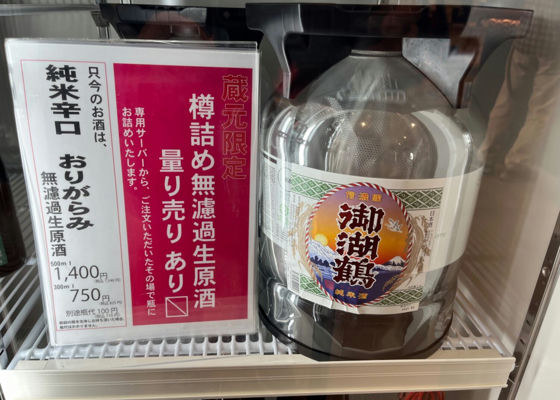 蔵元限定
樽詰め無濾過生原酒
量り売りあり
専用サーバーから、ご注文いただいたその場で瓶に
お詰めいたします。
只今のお酒は、
純米辛口 おりがらみ
無濾過生原酒
500ml
1,400円
300ml
750円
別途瓶代100円
御湖鶴
純米酒
日本酒